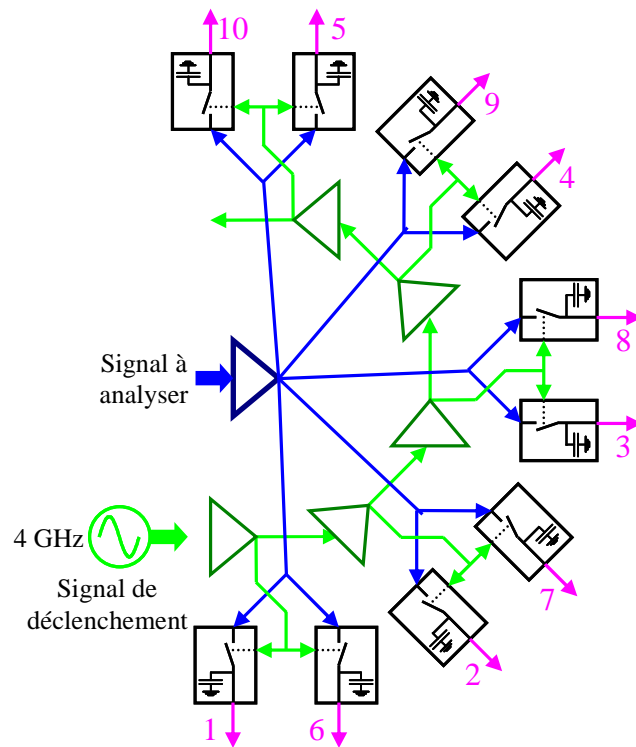 10
5
9
4
Signal à
analyser
8
3
4 GHz
Signal de
déclenchement
7
2
1
6